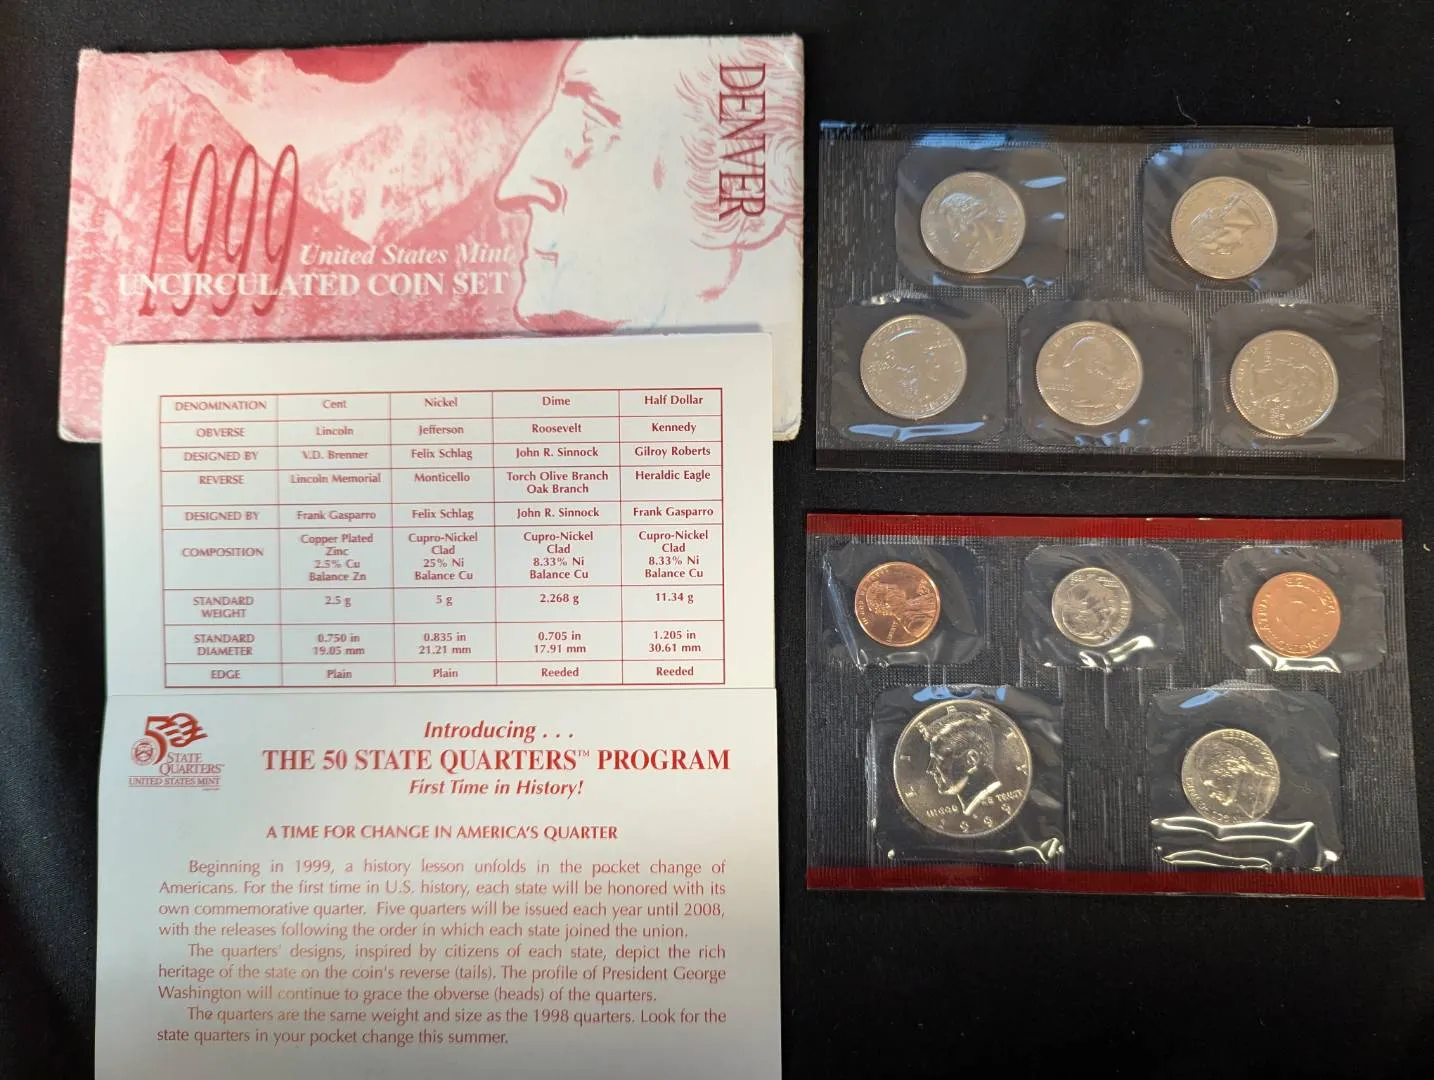 DENVER
1999
United States Mint
UNCIRCULATED COIN SET
DENOMINATION Cent Nickel Dime Half Dollar
OBVERSE Lincoln Jefferson Roosevelt Kennedy
DESIGNED BY V.D. Brenner Felix Schlag John R. Sinnock Gilroy Roberts
REVERSE Lincoln Memorial Monticello Torch Olive Branch Heraldic Eagle
Oak Branch
DESIGNED BY Frank Gasparro Felix Schlag John R. Sinnock Frank Gasparro
COMPOSITION Copper Plated Cupro-Nickel Cupro-Nickel Cupro-Nickel
Zinc Clad Clad Clad
2.5% Cu 25% Ni 8.33% Ni 8.33% Ni
Balance Zn Balance Cu Balance Cu Balance Cu
STANDARD 2.5 g 5 g 2.268 g 11.34 g
WEIGHT
STANDARD 0.750 in 0.835 in 0.705 in 1.205 in
DIAMETER 19.05 mm 21.21 mm 17.91 mm 30.61 mm
EDGE Plain Plain Reeded Reeded
50
STATE
QUARTERS
UNITED STATES MINT
Introducing . . .
THE 50 STATE QUARTERS™ PROGRAM
First Time in History!
A TIME FOR CHANGE IN AMERICA'S QUARTER
Beginning in 1999, a history lesson unfolds in the pocket change of
Americans. For the first time in U.S. history, each state will be honored with its
own commemorative quarter. Five quarters will be issued each year until 2008,
with the releases following the order in which each state joined the union.
The quarters' designs, inspired by citizens of each state, depict the rich
heritage of the state on the coin's reverse (tails). The profile of President George
Washington will continue to grace the obverse (heads) of the quarters.
The quarters are the same weight and size as the 1998 quarters. Look for the
state quarters in your pocket change this summer.
LIBERTY
IN GOD WE TRUST
1999